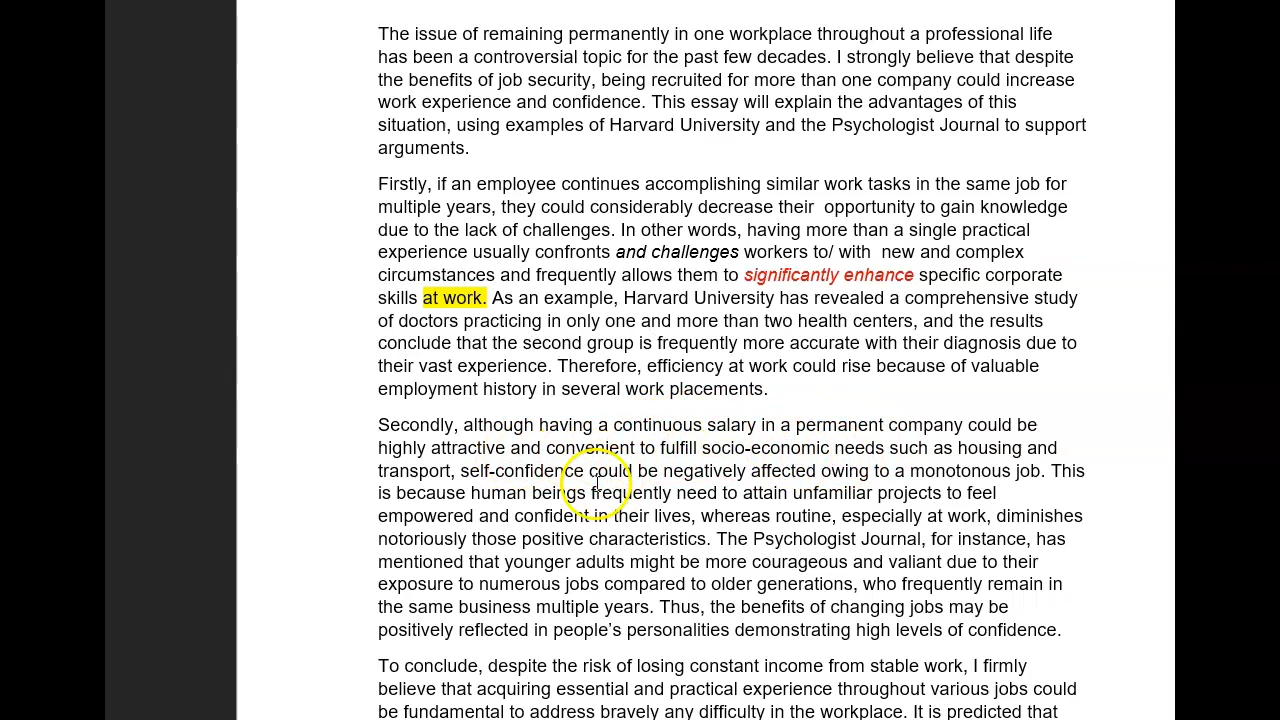 The issue of remaining permanently in one workplace throughout a professional life
has been a controversial topic for the past few decades. I strongly believe that despite
the benefits of job security, being recruited for more than one company could increase
work experience and confidence. This essay will explain the advantages of this
situation, using examples of Harvard University and the Psychologist Journal to support
arguments.
Firstly, if an employee continues accomplishing similar work tasks in the same job for
multiple years, they could considerably decrease their  opportunity to gain knowledge
due to the lack of challenges. In other words, having more than a single practical
experience usually confronts and challenges workers to/ with  new and complex
circumstances and frequently allows them to significantly enhance specific corporate
skills at work. As an example, Harvard University has revealed a comprehensive study
of doctors practicing in only one and more than two health centers, and the results
conclude that the second group is frequently more accurate with their diagnosis due to
their vast experience. Therefore, efficiency at work could rise because of valuable
employment history in several work placements.
Secondly, although having a continuous salary in a permanent company could be
highly attractive and convenient to fulfill socio-economic needs such as housing and
transport, self-confidence could be negatively affected owing to a monotonous job. This
is because human beings frequently need to attain unfamiliar projects to feel
empowered and confident in their lives, whereas routine, especially at work, diminishes
notoriously those positive characteristics. The Psychologist Journal, for instance, has
mentioned that younger adults might be more courageous and valiant due to their
exposure to numerous jobs compared to older generations, who frequently remain in
the same business multiple years. Thus, the benefits of changing jobs may be
positively reflected in people’s personalities demonstrating high levels of confidence.
To conclude, despite the risk of losing constant income from stable work, I firmly
believe that acquiring essential and practical experience throughout various jobs could
be fundamental to address bravely any difficulty in the workplace. It is predicted that